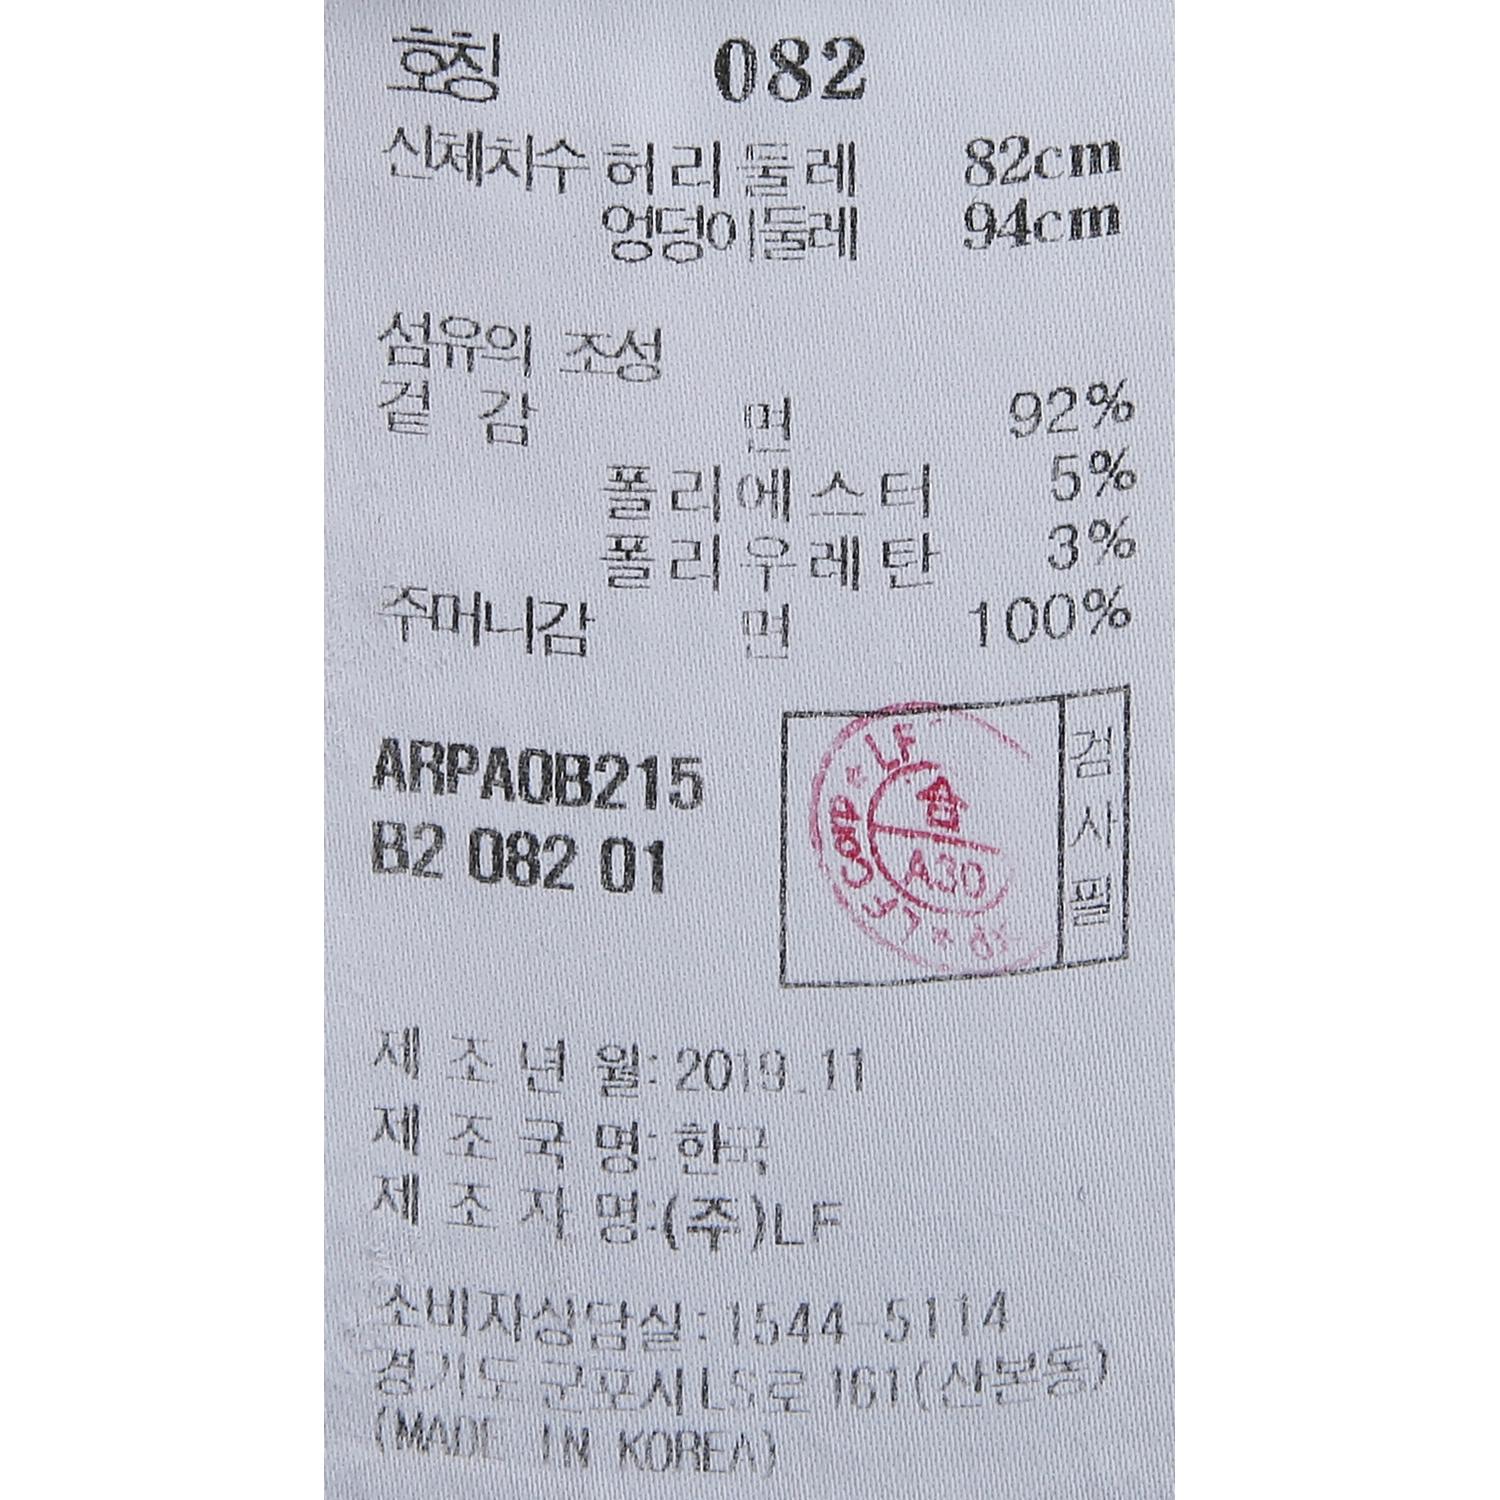 호칭 082
신체치수 허리둘레 82cm
엉덩이둘레 94cm
섬유의 조성
겉 감 면 92%
폴리에스터 5%
폴리우레탄 3%
주머니감 면 100%
ARPA0B215
B2 082 01
검사필
LF
합
A30
제조년월: 2019.11
제조국명: 한국
제조자명:(주)LF
소비자상담실: 1544-5114
경기도 군포시 LS로 161(산본동)
(MADE IN KOREA)